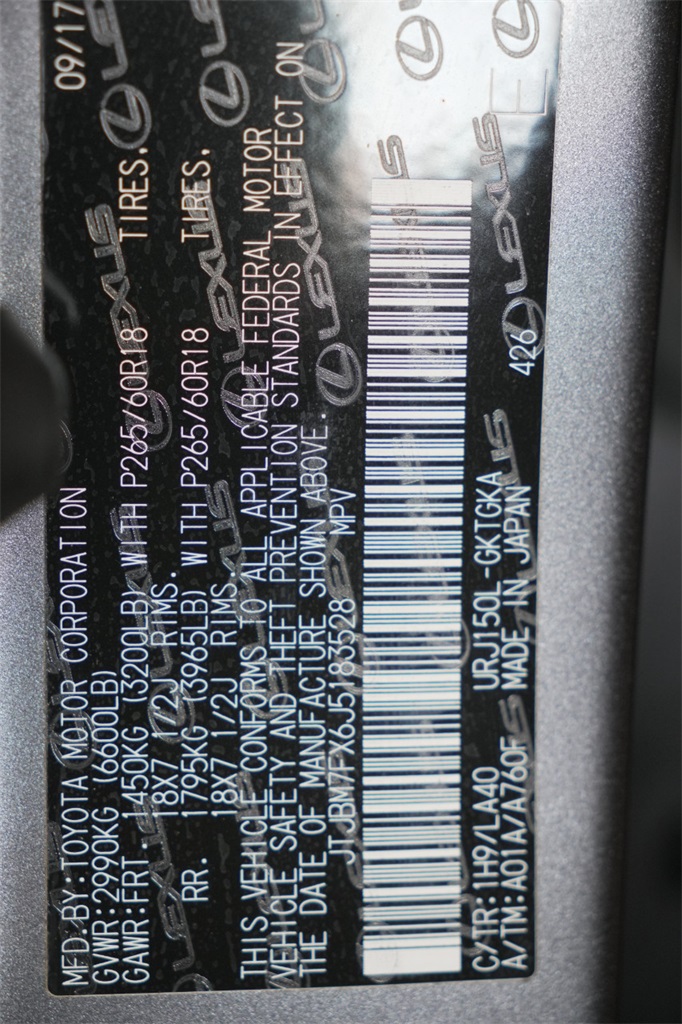 MFD.BY:TOYOTA MOTOR CORPORATION 09/17
GVWR:2990KG (6600LB)
GAWR:FRT. 1450KG (3200LB) WITH P265/60R18 TIRES,
18X7 1/2J RIMS.
RR. 1795KG (3965LB) WITH P265/60R18 TIRES,
18X7 1/2J RIMS.
THIS VEHICLE CONFORMS TO ALL APPLICABLE FEDERAL MOTOR
VEHICLE SAFETY AND THEFT PREVENTION STANDARDS IN EFFECT ON
THE DATE OF MANUFACTURE SHOWN ABOVE.
JTJBM7FX6J5183528 MPV
C/TR:1H9/LA40 URJ150L-GKTGKA
A/TM:A01A/A760F MADE IN JAPAN 426
E
LEXUS